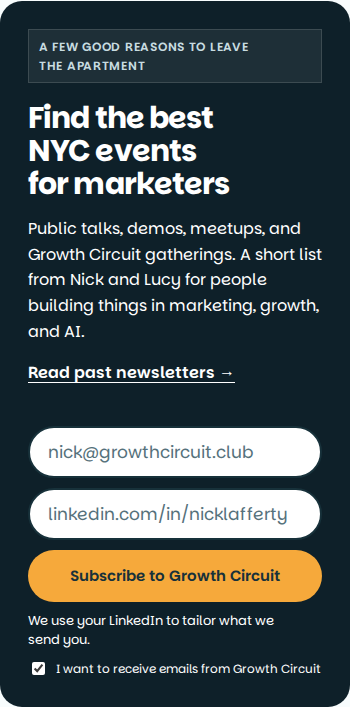 A FEW GOOD REASONS TO LEAVE
THE APARTMENT
Find the best
NYC events
for marketers
Public talks, demos, meetups, and
Growth Circuit gatherings. A short list
from Nick and Lucy for people
building things in marketing, growth,
and AI.
Read past newsletters →
nick@growthcircuit.club
linkedin.com/in/nicklafferty
Subscribe to Growth Circuit
We use your LinkedIn to tailor what we
send you.
I want to receive emails from Growth Circuit